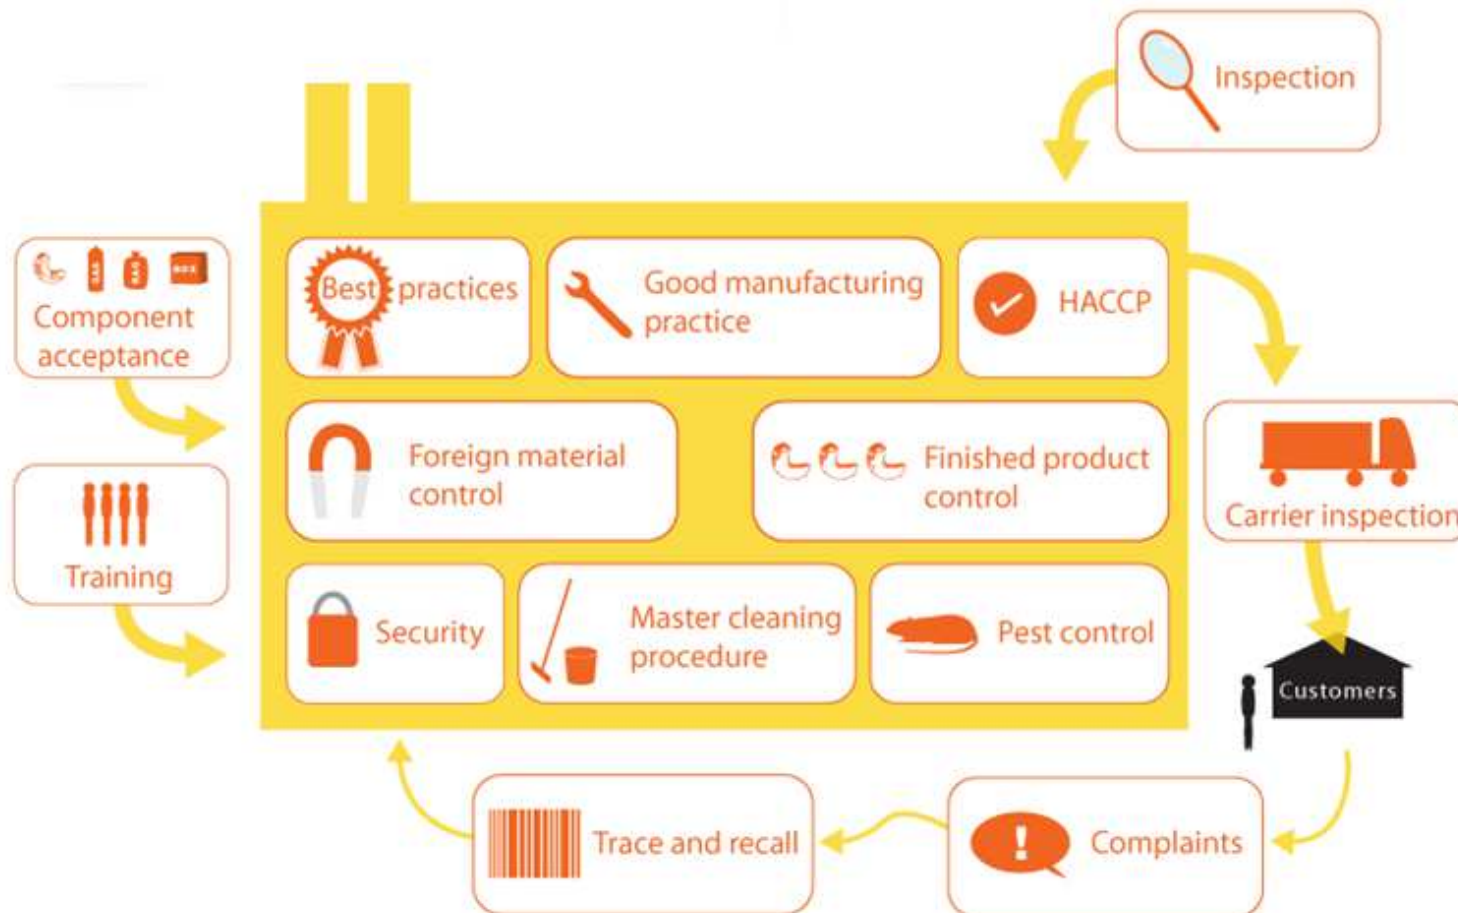 Inspection
Component
acceptance
Best practices
Good manufacturing
practice
HACCP
Foreign material
control
Finished product
control
Carrier inspection
Training
Security
Master cleaning
procedure
Pest control
Customers
Trace and recall
!
Complaints